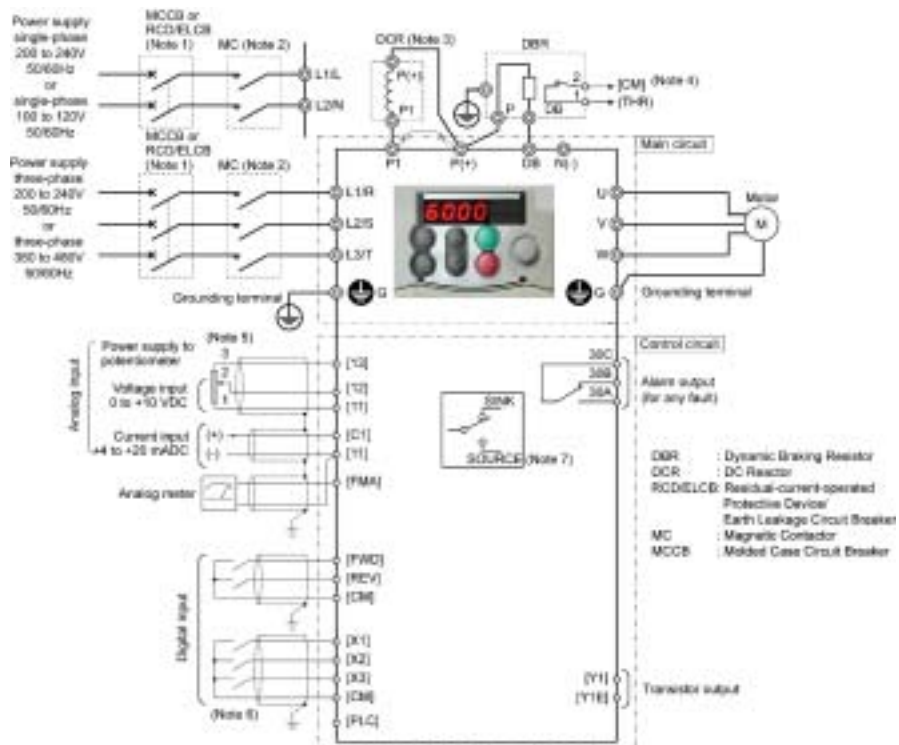 Power supply
single-phase
200 to 240V
50/60Hz
or
single-phase
100 to 120V
50/60Hz
MCCB or
RCD/ELCB
(Note 1)
MC (Note 2)
L1/L
L2/N
DCR (Note 3)
P(+)
P1
DBR
P
DB
2
1
[CM]
(THR)
(Note 4)
P1
P(+)
DB
N(-)
Main circuit
Power supply
three-phase
200 to 240V
50/60Hz
or
three-phase
380 to 480V
50/60Hz
MCCB or
RCD/ELCB
(Note 1)
MC (Note 2)
L1/R
L2/S
L3/T
6000
U
V
W
Motor
M
Grounding terminal
G
G
Grounding terminal
Control circuit
Analog input
Power supply to
potentiometer
(Note 5)
3
2
1
Voltage input
0 to +10 VDC
Current input
+4 to +20 mADC
(+)
(-)
Analog meter
[13]
[12]
[11]
[C1]
[11]
[FMA]
30C
30B
30A
Alarm output
(for any fault)
SINK
SOURCE (Note 7)
DBR : Dynamic Braking Resistor
DCR : DC Reactor
RCD/ELCB: Residual-current-operated
Protective Device/
Earth Leakage Circuit Breaker
MC : Magnetic Contactor
MCCB : Molded Case Circuit Breaker
Digital input
[FWD]
[REV]
[CM]
[X1]
[X2]
[X3]
[CM]
(Note 6)
[PLC]
[Y1]
[Y1E]
Transistor output